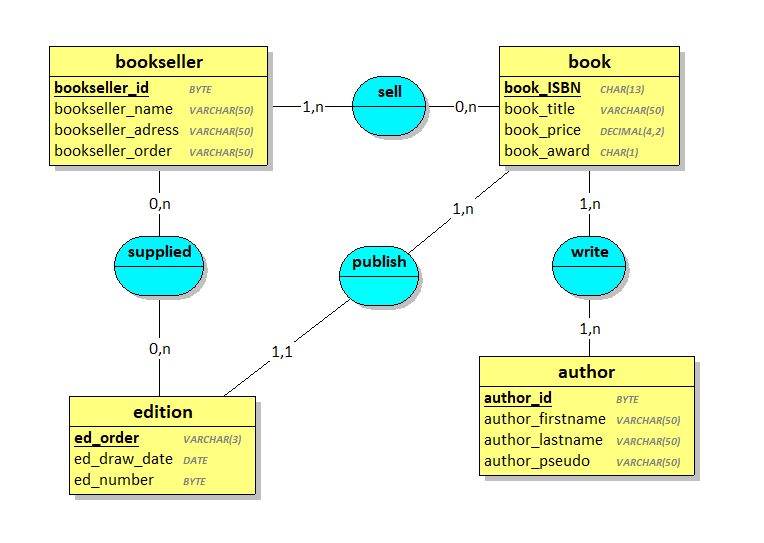 bookseller
bookseller_id BYTE
bookseller_name VARCHAR(50)
bookseller_adress VARCHAR(50)
bookseller_order VARCHAR(50)
1,n
sell
0,n
book
book_ISBN CHAR(13)
book_title VARCHAR(50)
book_price DECIMAL(4,2)
book_award CHAR(1)
0,n
supplied
0,n
1,n
publish
1,1
1,n
write
1,n
edition
ed_order VARCHAR(3)
ed_draw_date DATE
ed_number BYTE
author
author_id BYTE
author_firstname VARCHAR(50)
author_lastname VARCHAR(50)
author_pseudo VARCHAR(50)